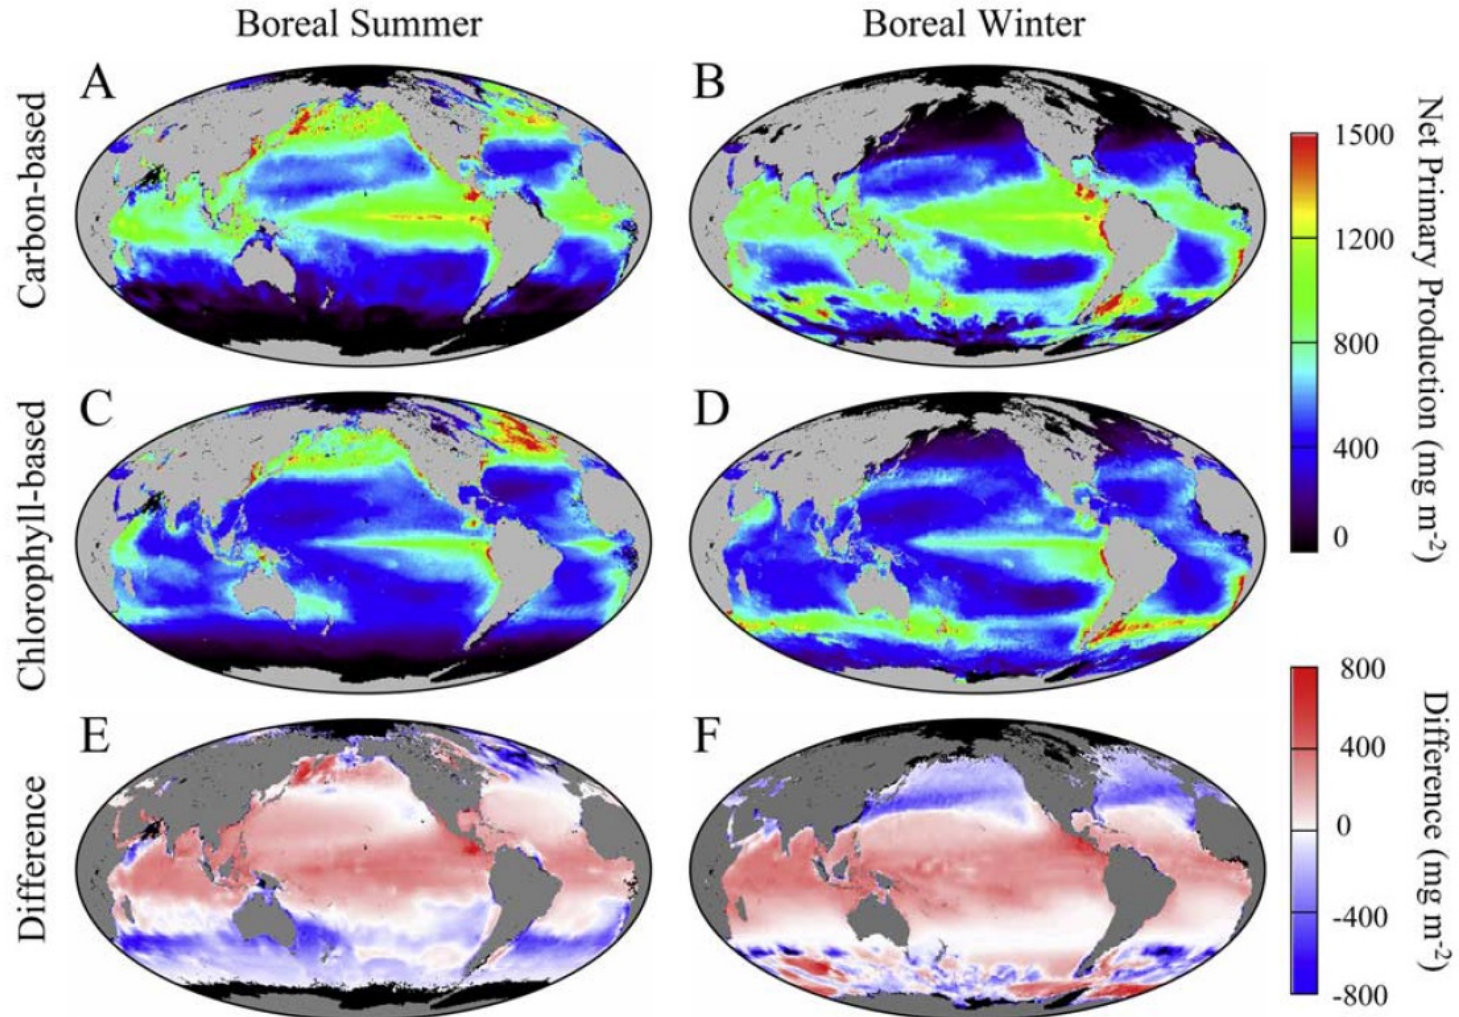 Boreal Summer
Boreal Winter
A
B
Carbon-based
1500
1200
800
400
0
Net Primary Production (mg m-2)
C
D
Chlorophyll-based
E
F
Difference
800
400
0
-400
-800
Difference (mg m-2)